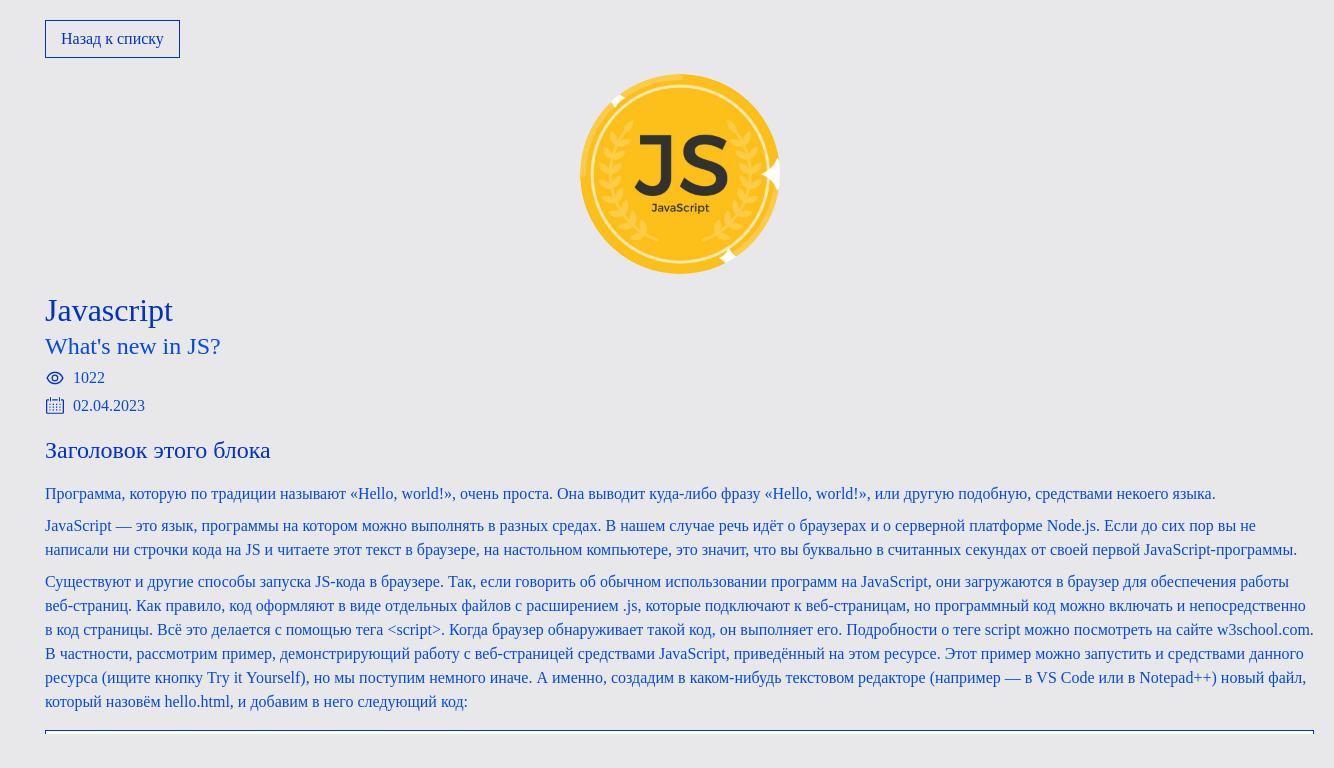 Назад к списку
JS
JavaScript
Javascript
What's new in JS?
1022
02.04.2023
Заголовок этого блока
Программа, которую по традиции называют «Hello, world!», очень проста. Она выводит куда-либо фразу «Hello, world!», или другую подобную, средствами некоего языка.
JavaScript — это язык, программы на котором можно выполнять в разных средах. В нашем случае речь идёт о браузерах и о серверной платформе Node.js. Если до сих пор вы не
написали ни строчки кода на JS и читаете этот текст в браузере, на настольном компьютере, это значит, что вы буквально в считанных секундах от своей первой JavaScript-программы.
Существуют и другие способы запуска JS-кода в браузере. Так, если говорить об обычном использовании программ на JavaScript, они загружаются в браузер для обеспечения работы
веб-страниц. Как правило, код оформляют в виде отдельных файлов с расширением .js, которые подключают к веб-страницам, но программный код можно включать и непосредственно
в код страницы. Всё это делается с помощью тега <script>. Когда браузер обнаруживает такой код, он выполняет его. Подробности о теге script можно посмотреть на сайте w3school.com.
В частности, рассмотрим пример, демонстрирующий работу с веб-страницей средствами JavaScript, приведённый на этом ресурсе. Этот пример можно запустить и средствами данного
ресурса (ищите кнопку Try it Yourself), но мы поступим немного иначе. А именно, создадим в каком-нибудь текстовом редакторе (например — в VS Code или в Notepad++) новый файл,
который назовём hello.html, и добавим в него следующий код: